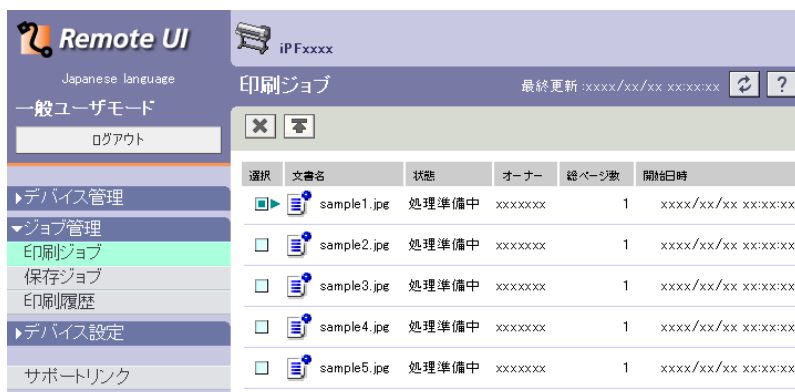 Remote UI
Japanese language
一般ユーザモード
ログアウト
▶デバイス管理
▼ジョブ管理
印刷ジョブ
保存ジョブ
印刷履歴
▶デバイス設定
サポートリンク
iPFxxxx
印刷ジョブ 最終更新:xxxx/xx/xx xx:xx:xx ?
選択 文書名 状態 オーナー 総ページ数 開始日時
sample1.jpg 処理準備中 xxxxxxx 1 xxxx/xx/xx xx:xx:xx
sample2.jpg 処理準備中 xxxxxxx 1 xxxx/xx/xx xx:xx:xx
sample3.jpg 処理準備中 xxxxxxx 1 xxxx/xx/xx xx:xx:xx
sample4.jpg 処理準備中 xxxxxxx 1 xxxx/xx/xx xx:xx:xx
sample5.jpg 処理準備中 xxxxxxx 1 xxxx/xx/xx xx:xx:xx